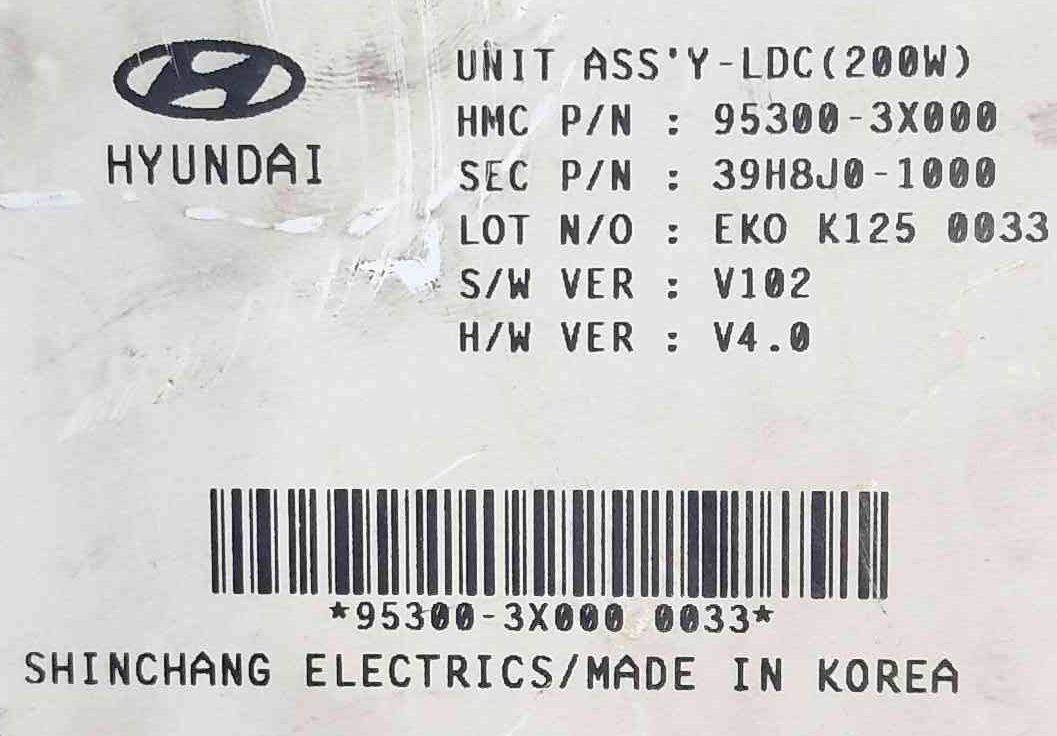 HYUNDAI
UNIT ASS'Y-LDC(200W)
HMC P/N : 95300-3X000
SEC P/N : 39H8J0-1000
LOT N/O : EKO K125 0033
S/W VER : V102
H/W VER : V4.0
*95300-3X000 0033*
SHINCHANG ELECTRICS/MADE IN KOREA